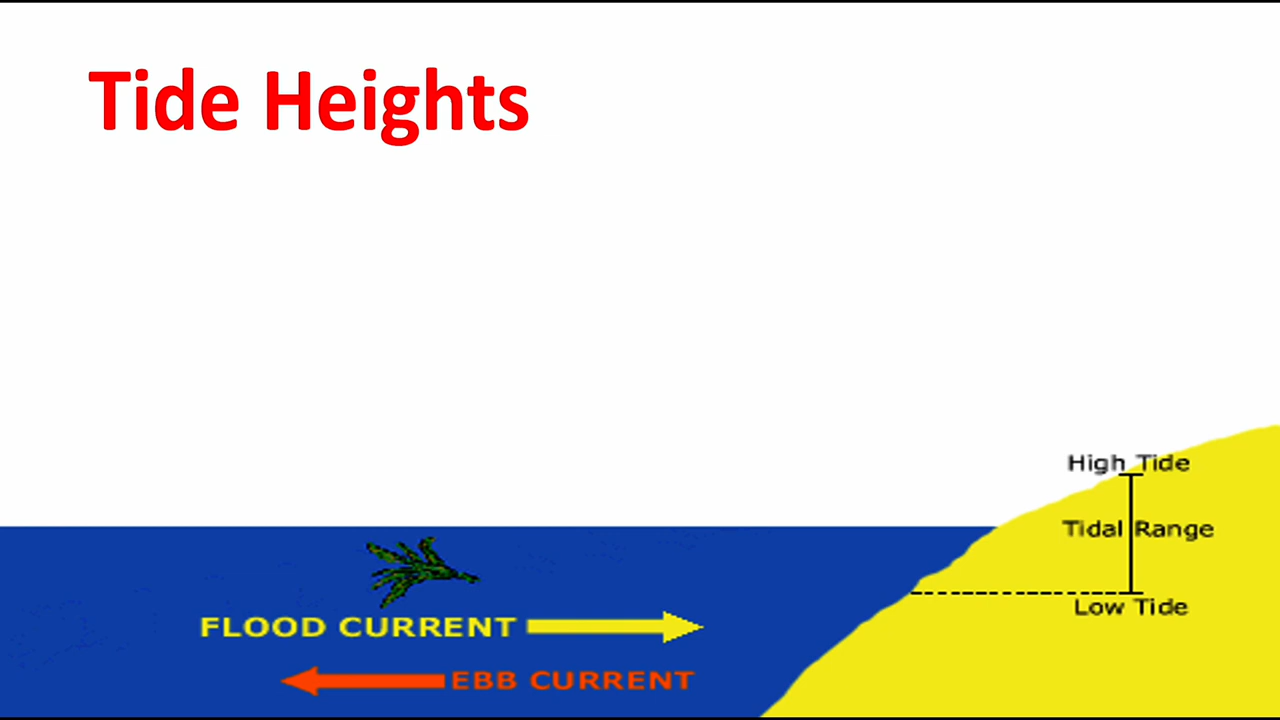 Tide Heights
High Tide
Tidal Range
Low Tide
FLOOD CURRENT
EBB CURRENT